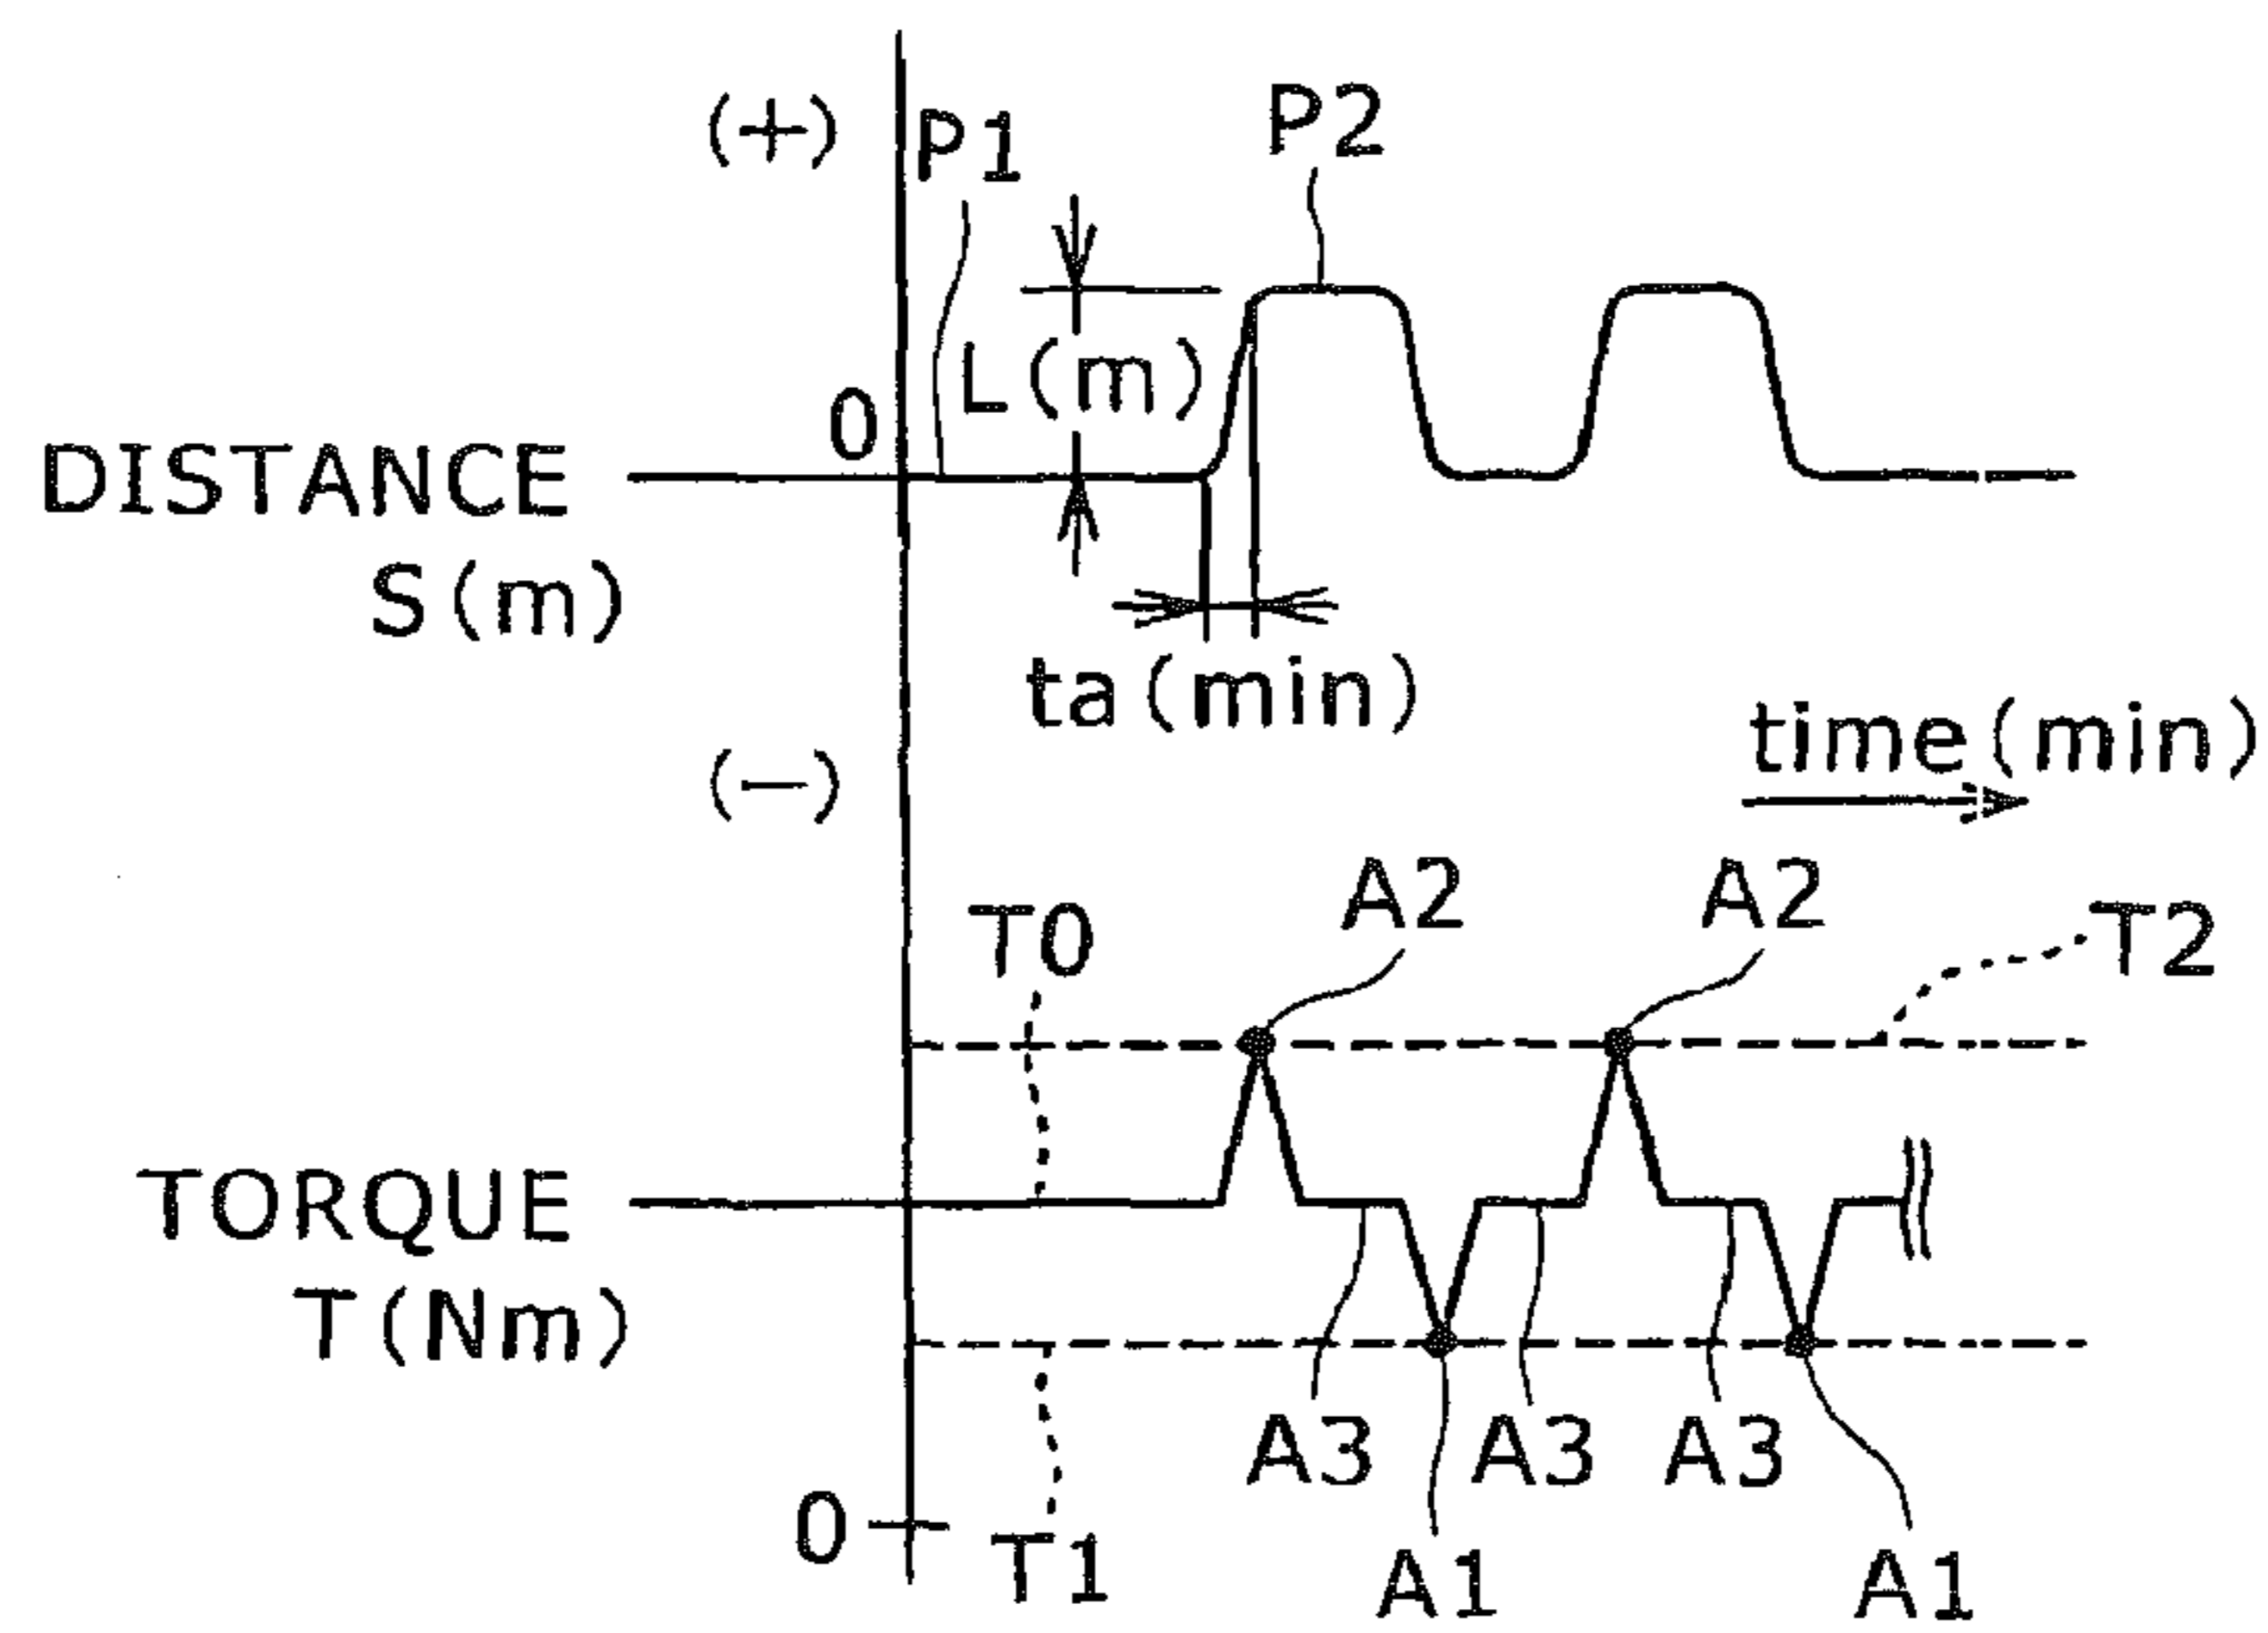 (+)
P1
P2
L(m)
0
DISTANCE
S(m)
ta(min)
time(min)
(−)
A2
A2
T0
T2
TORQUE
T(Nm)
A3
A3
A3
0
T1
A1
A1